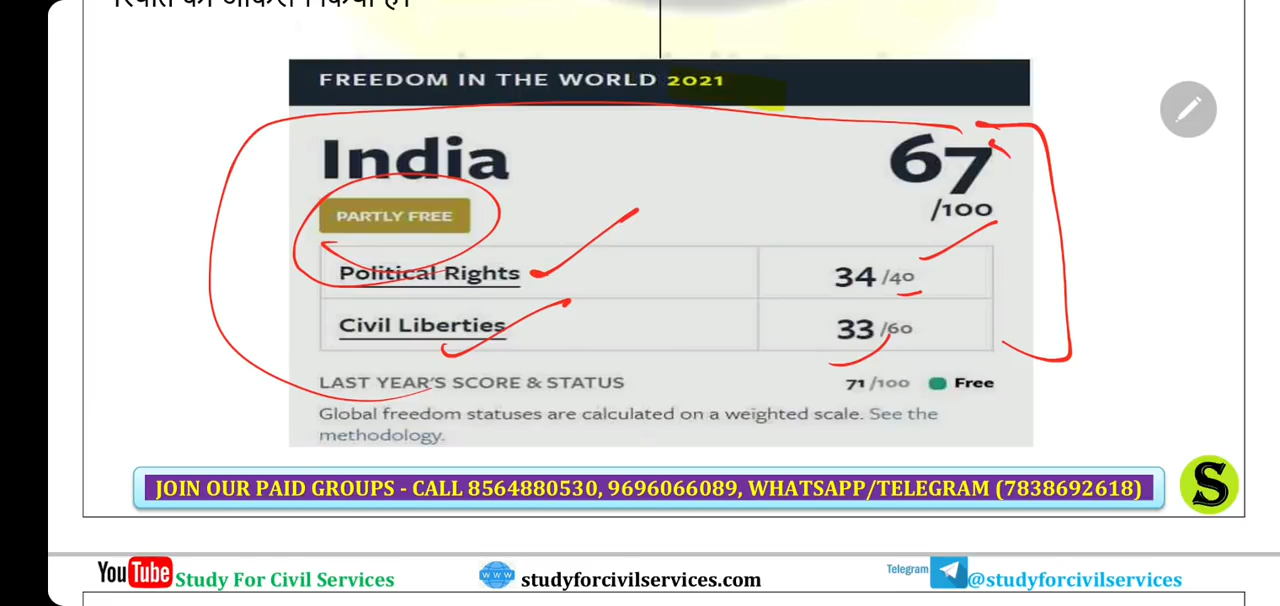 FREEDOM IN THE WORLD 2021
India
67
PARTLY FREE
/100
Political Rights 34/40
Civil Liberties 33/60
LAST YEAR'S SCORE & STATUS 71/100 Free
Global freedom statuses are calculated on a weighted scale. See the
methodology.
JOIN OUR PAID GROUPS - CALL 8564880530, 9696066089, WHATSAPP/TELEGRAM (7838692618)
S
YouTube Study For Civil Services
WWW studyforcivilservices.com
Telegram @studyforcivilservices